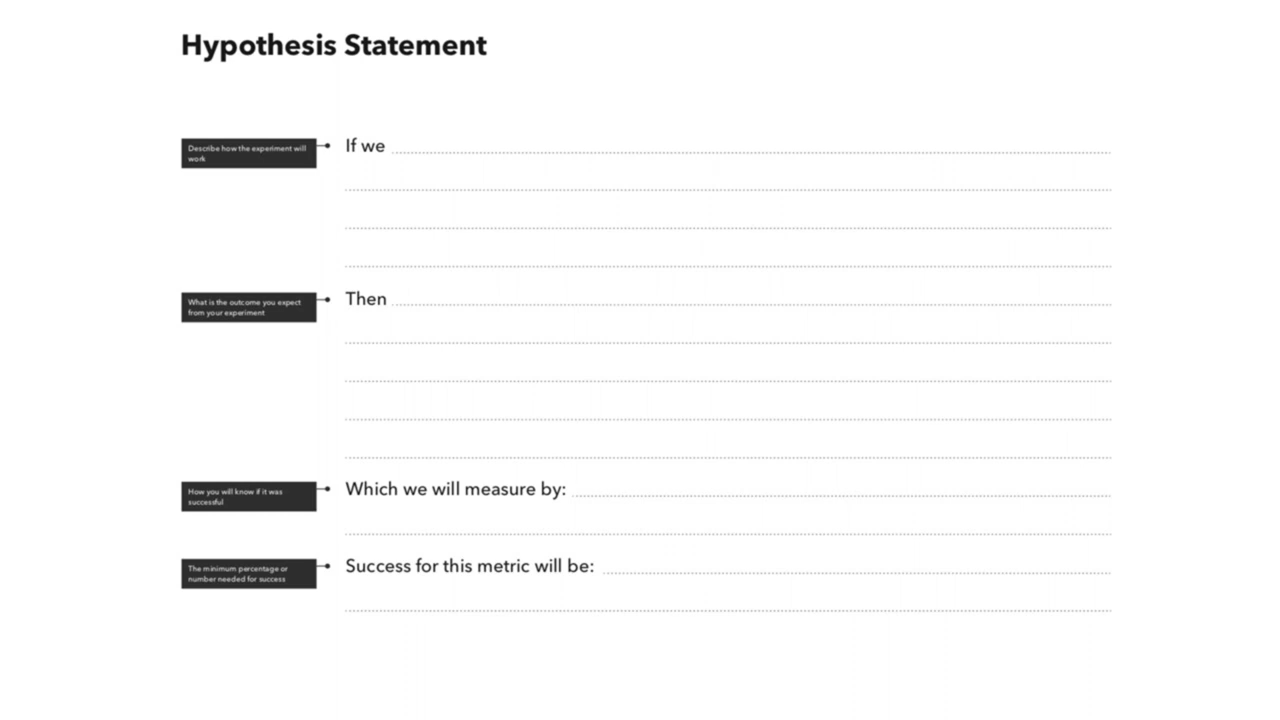 Hypothesis Statement
Describe how the experiment will
work
If we
What is the outcome you expect
from your experiment
Then
How you will know if it was
successful
Which we will measure by:
The minimum percentage or
number needed for success
Success for this metric will be: